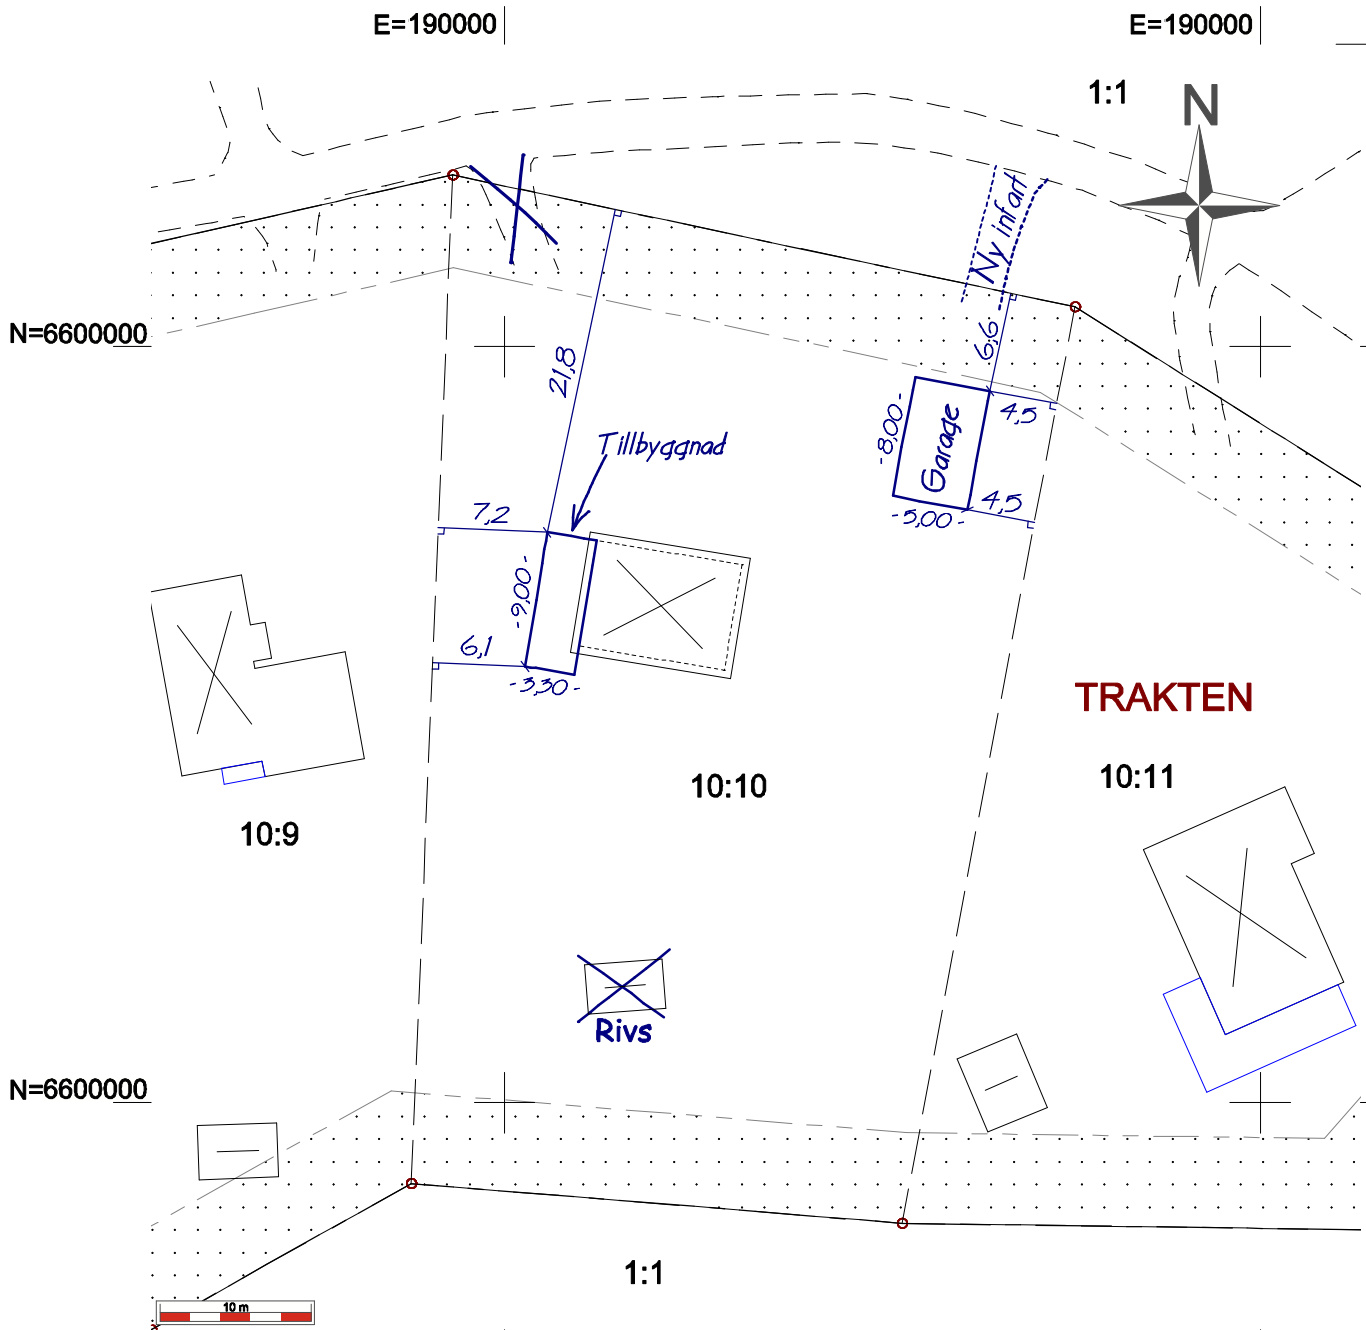 E=190000
E=190000
1:1
N
Ny infart
N=6600000
6,6
21,8
-8,00-
Garage
4,5
Tillbyggnad
7,2
4,5
-5,00-
-9,00-
6,1
-3,30-
TRAKTEN
10:10
10:11
10:9
Rivs
N=6600000
1:1
10 m